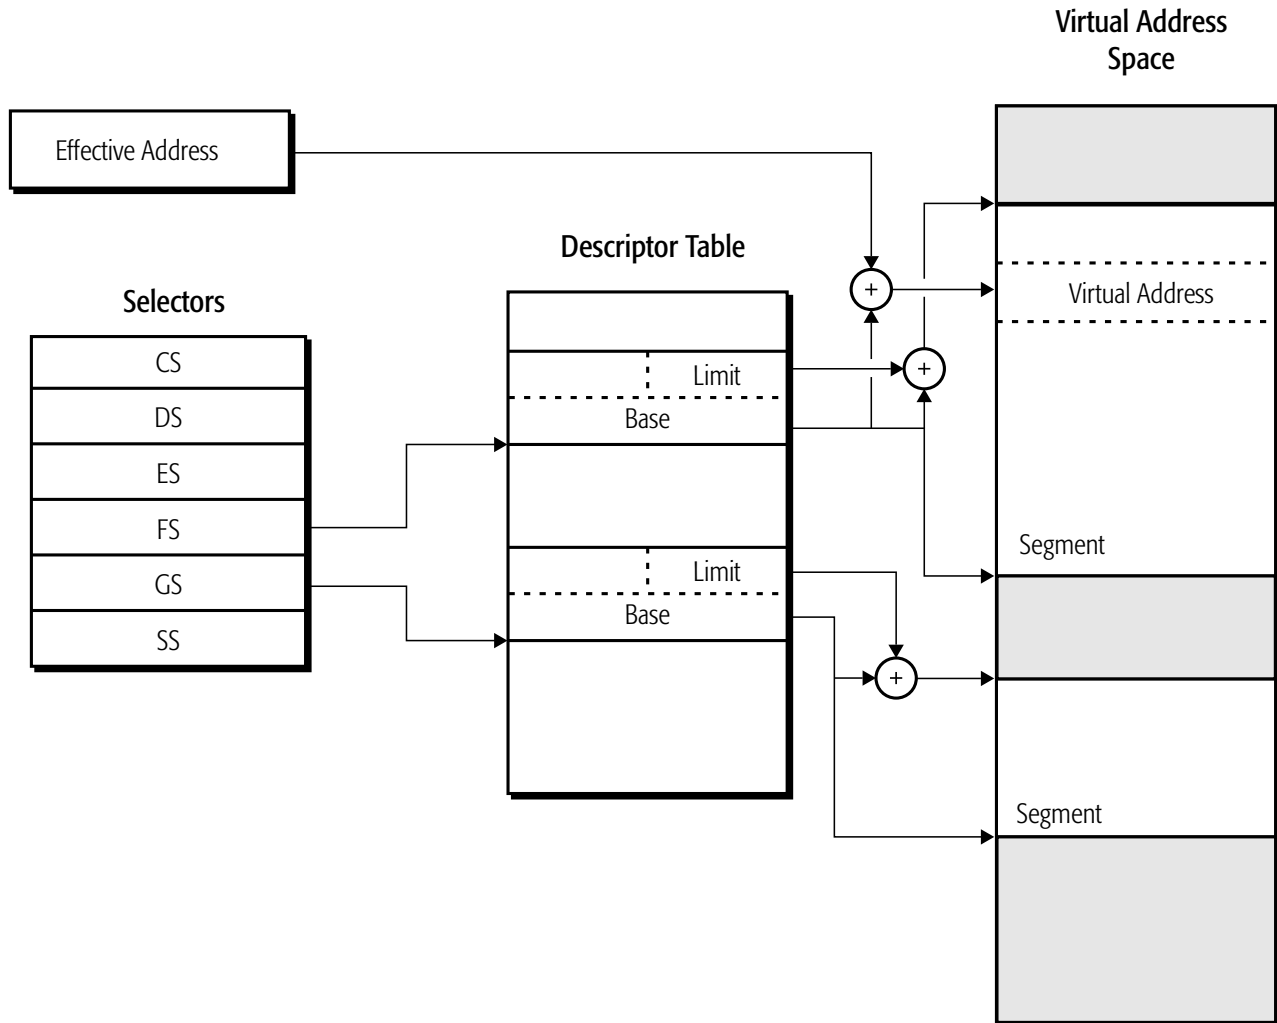 Virtual Address
Space
Effective Address
Descriptor Table
Selectors
Virtual Address
CS
DS
ES
FS
GS
SS
Limit
Base
Limit
Base
+
+
+
Segment
Segment